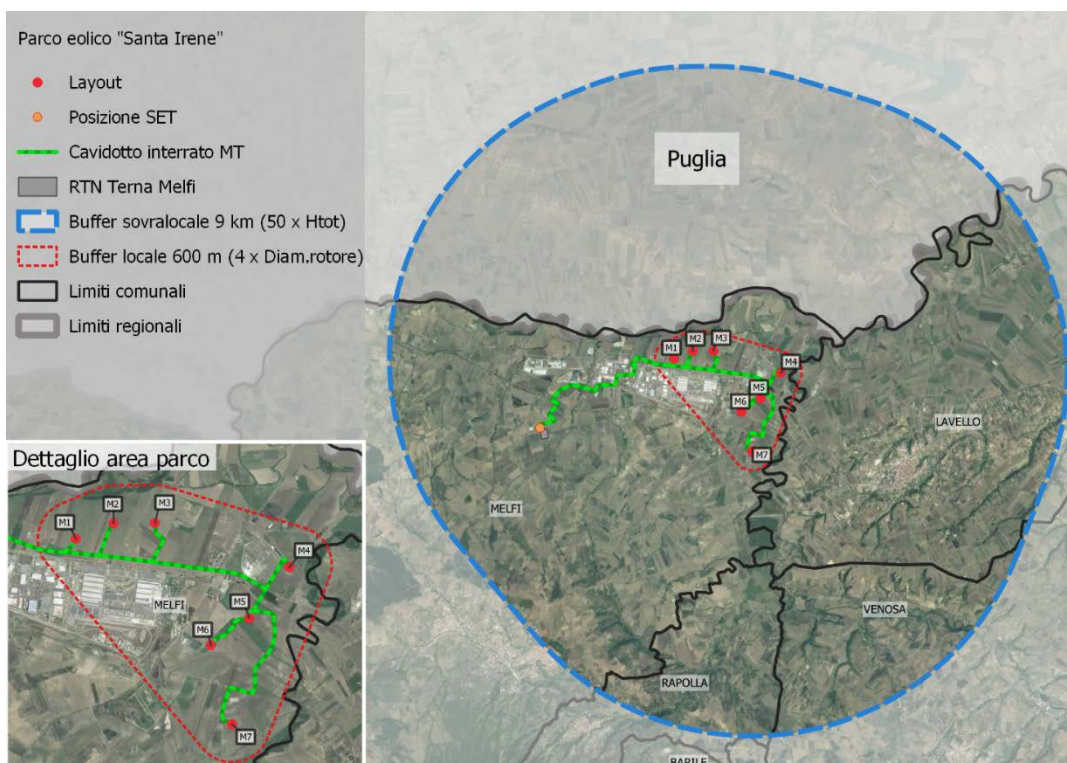 Parco eolico "Santa Irene"
Layout
Posizione SET
Cavidotto interrato MT
RTN Terna Melfi
Buffer sovralocale 9 km (50 x Htot)
Buffer locale 600 m (4 x Diam.rotore)
Limiti comunali
Limiti regionali
Puglia
M1
M2
M3
M4
M5
M6
M7
LAVELLO
MELFI
VENOSA
RAPOLLA
BARILE
Dettaglio area parco
M1
M2
M3
M4
MELFI
M5
M6
M7